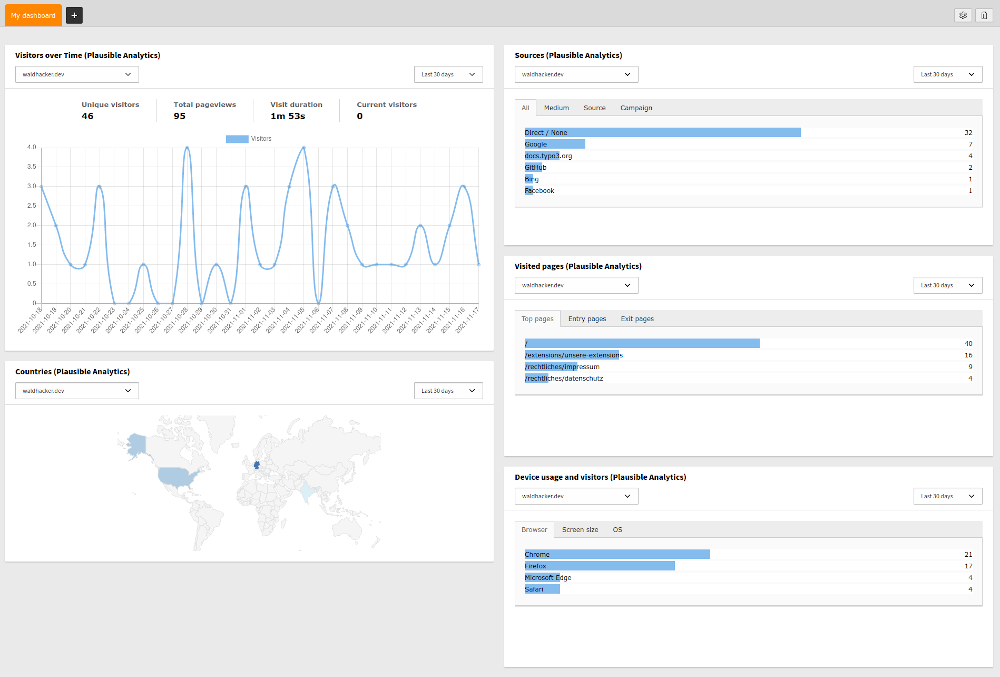 My dashboard
+
Visitors over Time (Plausible Analytics)
waldhacker.dev
Last 30 days
Unique visitors
46
Total pageviews
95
Visit duration
1m 53s
Current visitors
0
Visitors
4.0
3.5
3.0
2.5
2.0
1.5
1.0
0.5
0
2021-10-18
2021-10-19
2021-10-20
2021-10-21
2021-10-22
2021-10-23
2021-10-24
2021-10-25
2021-10-26
2021-10-27
2021-10-28
2021-10-29
2021-10-30
2021-10-31
2021-11-01
2021-11-02
2021-11-03
2021-11-04
2021-11-05
2021-11-06
2021-11-07
2021-11-08
2021-11-09
2021-11-10
2021-11-11
2021-11-12
2021-11-13
2021-11-14
2021-11-15
2021-11-16
2021-11-17
Countries (Plausible Analytics)
waldhacker.dev
Last 30 days
Sources (Plausible Analytics)
waldhacker.dev
Last 30 days
All Medium Source Campaign
Direct / None 32
Google 7
docs.typo3.org 4
GitHub 2
Bing 1
Facebook 1
Visited pages (Plausible Analytics)
waldhacker.dev
Last 30 days
Top pages Entry pages Exit pages
/ 40
/extensions/unsere-extensions 16
/rechtliches/impressum 9
/rechtliches/datenschutz 4
Device usage and visitors (Plausible Analytics)
waldhacker.dev
Last 30 days
Browser Screen size OS
Chrome 21
Firefox 17
Microsoft Edge 4
Safari 4